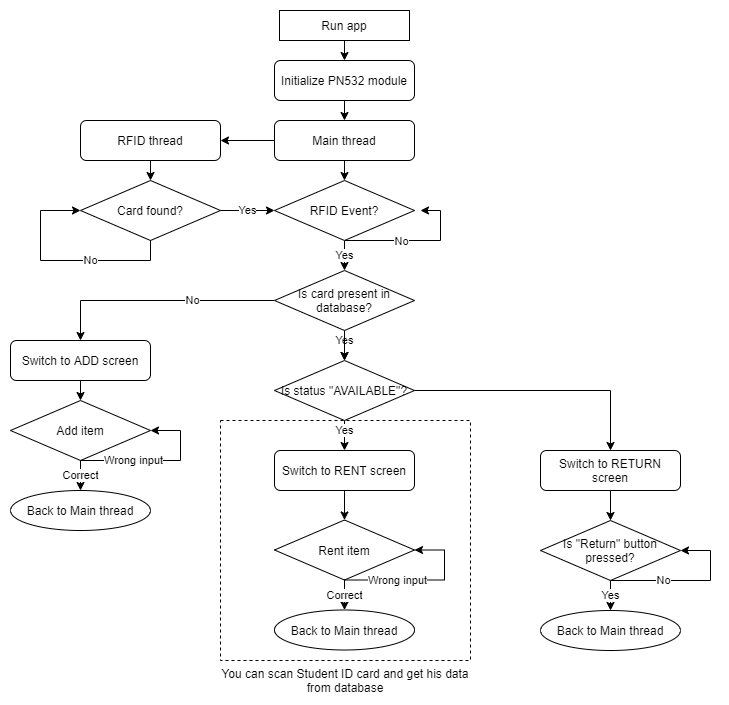 Run app
Initialize PN532 module
RFID thread
Main thread
Card found?
Yes
RFID Event?
No
No
Yes
Is card present in
database?
No
Yes
Switch to ADD screen
Is status "AVAILABLE"?
Add item
Yes
Wrong input
Correct
Switch to RENT screen
Switch to RETURN
screen
Back to Main thread
Rent item
Is "Return" button
pressed?
Wrong input
No
Correct
Yes
Back to Main thread
Back to Main thread
You can scan Student ID card and get his data
from database